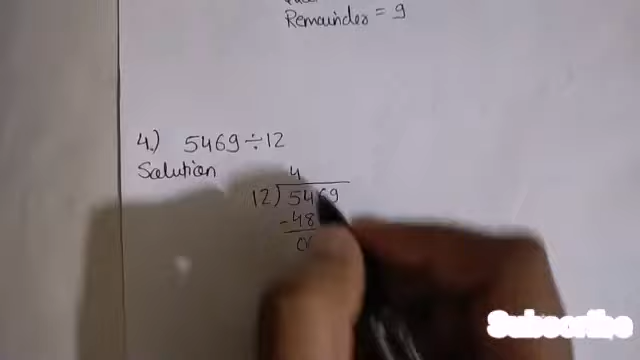 Remainder = 9
4.) 5469 ÷ 12
Solution
4
12) 5469
-48
06
Subscribe